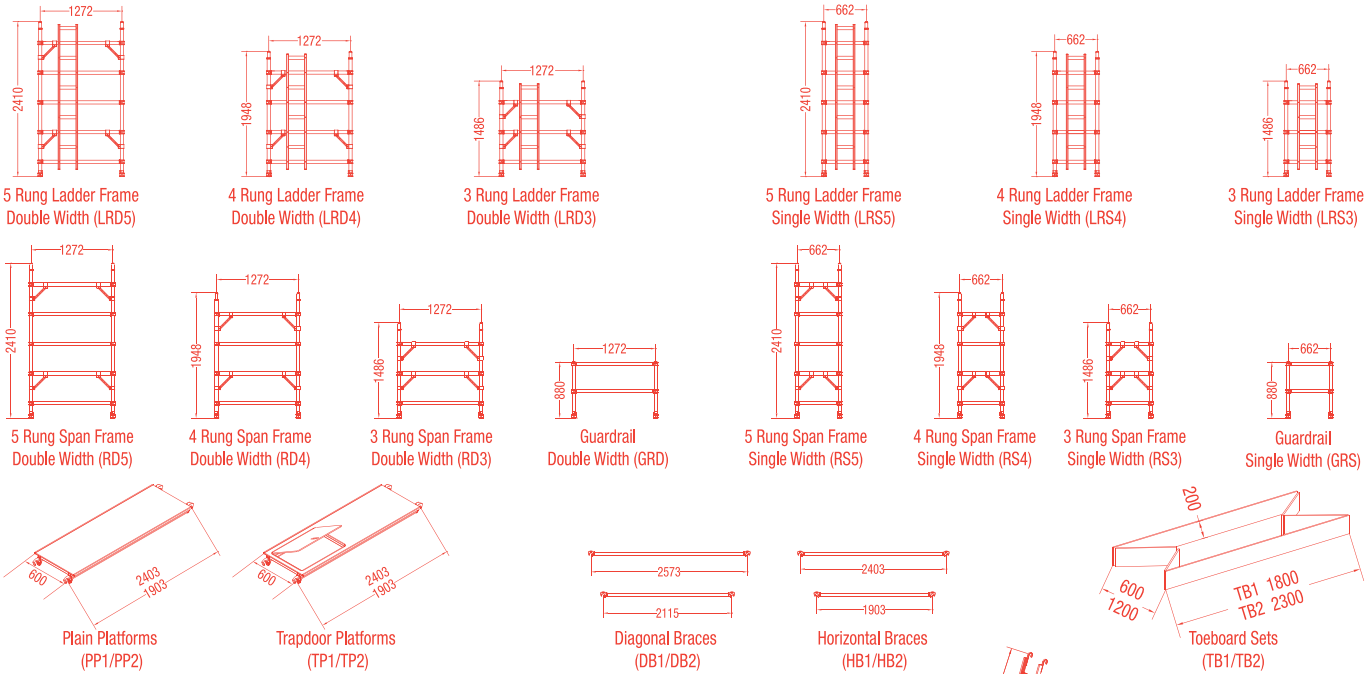 1272
2410
5 Rung Ladder Frame
Double Width (LRD5)
1272
1948
4 Rung Ladder Frame
Double Width (LRD4)
1272
1486
3 Rung Ladder Frame
Double Width (LRD3)
662
2410
5 Rung Ladder Frame
Single Width (LRS5)
662
1948
4 Rung Ladder Frame
Single Width (LRS4)
662
1486
3 Rung Ladder Frame
Single Width (LRS3)
1272
2410
5 Rung Span Frame
Double Width (RD5)
1272
1948
4 Rung Span Frame
Double Width (RD4)
1272
1486
3 Rung Span Frame
Double Width (RD3)
1272
880
Guardrail
Double Width (GRD)
662
2410
5 Rung Span Frame
Single Width (RS5)
662
1948
4 Rung Span Frame
Single Width (RS4)
662
1486
3 Rung Span Frame
Single Width (RS3)
662
880
Guardrail
Single Width (GRS)
600
2403
1903
Plain Platforms
(PP1/PP2)
600
2403
1903
Trapdoor Platforms
(TP1/TP2)
2573
2115
Diagonal Braces
(DB1/DB2)
2403
1903
Horizontal Braces
(HB1/HB2)
200
600
1200
TB1 1800
TB2 2300
Toeboard Sets
(TB1/TB2)